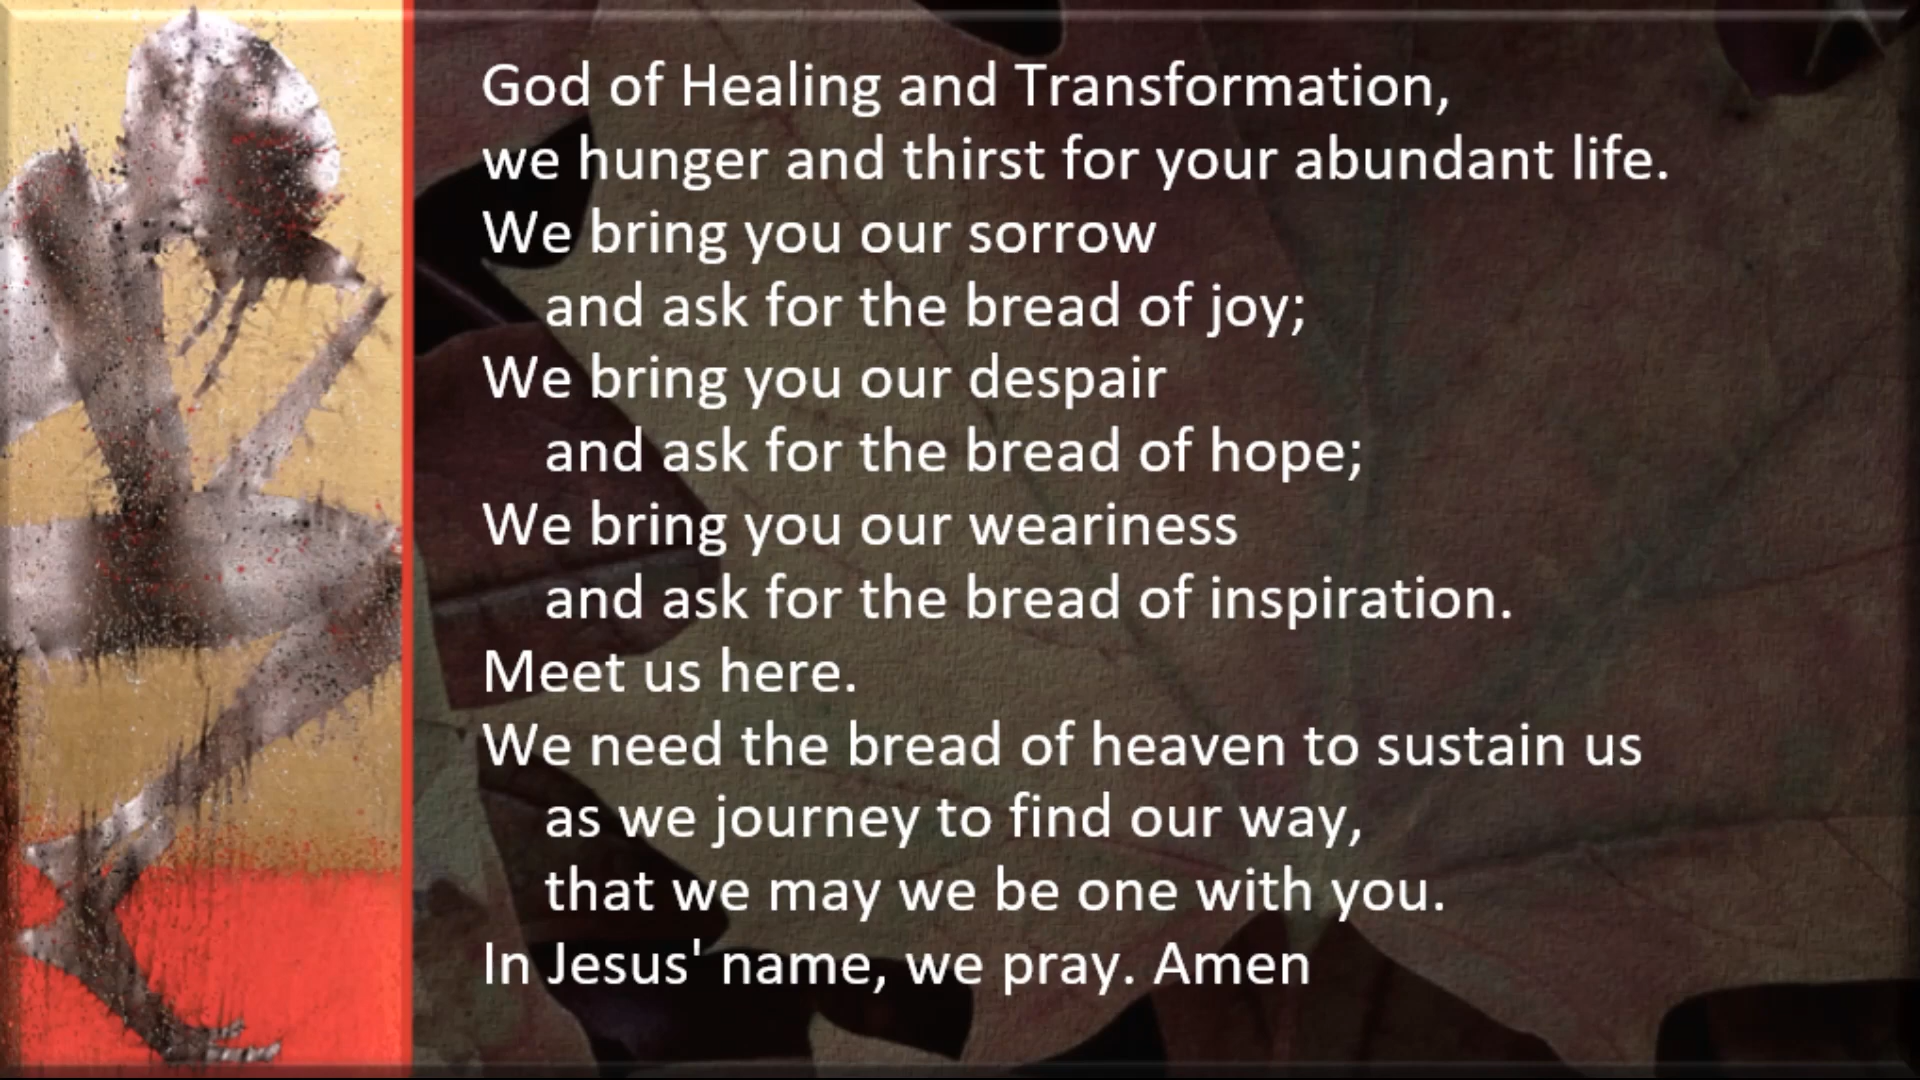 God of Healing and Transformation,
we hunger and thirst for your abundant life.
We bring you our sorrow
and ask for the bread of joy;
We bring you our despair
and ask for the bread of hope;
We bring you our weariness
and ask for the bread of inspiration.
Meet us here.
We need the bread of heaven to sustain us
as we journey to find our way,
that we may we be one with you.
In Jesus' name, we pray. Amen